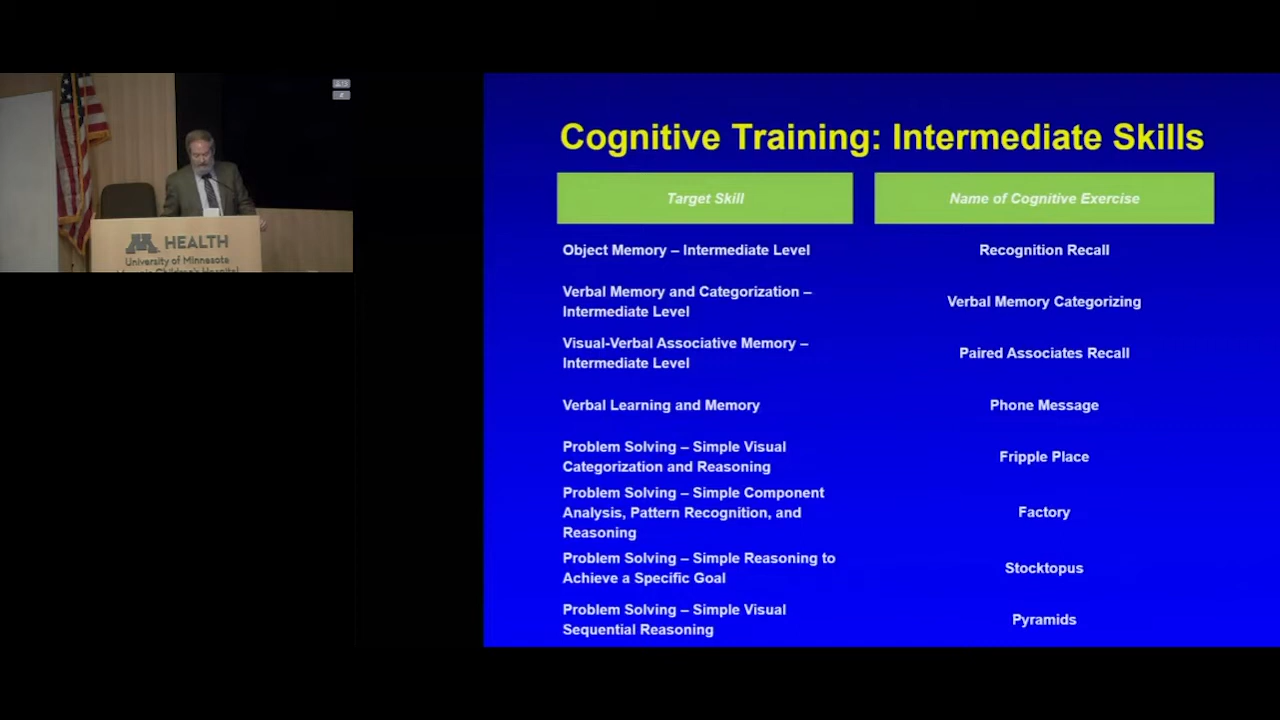 HEALTH
University of Minnesota
Cognitive Training: Intermediate Skills
Target Skill
Name of Cognitive Exercise
Object Memory – Intermediate Level
Recognition Recall
Verbal Memory and Categorization –
Intermediate Level
Verbal Memory Categorizing
Visual-Verbal Associative Memory –
Intermediate Level
Paired Associates Recall
Verbal Learning and Memory
Phone Message
Problem Solving – Simple Visual
Categorization and Reasoning
Fripple Place
Problem Solving – Simple Component
Analysis, Pattern Recognition, and
Reasoning
Factory
Problem Solving – Simple Reasoning to
Achieve a Specific Goal
Stocktopus
Problem Solving – Simple Visual
Sequential Reasoning
Pyramids